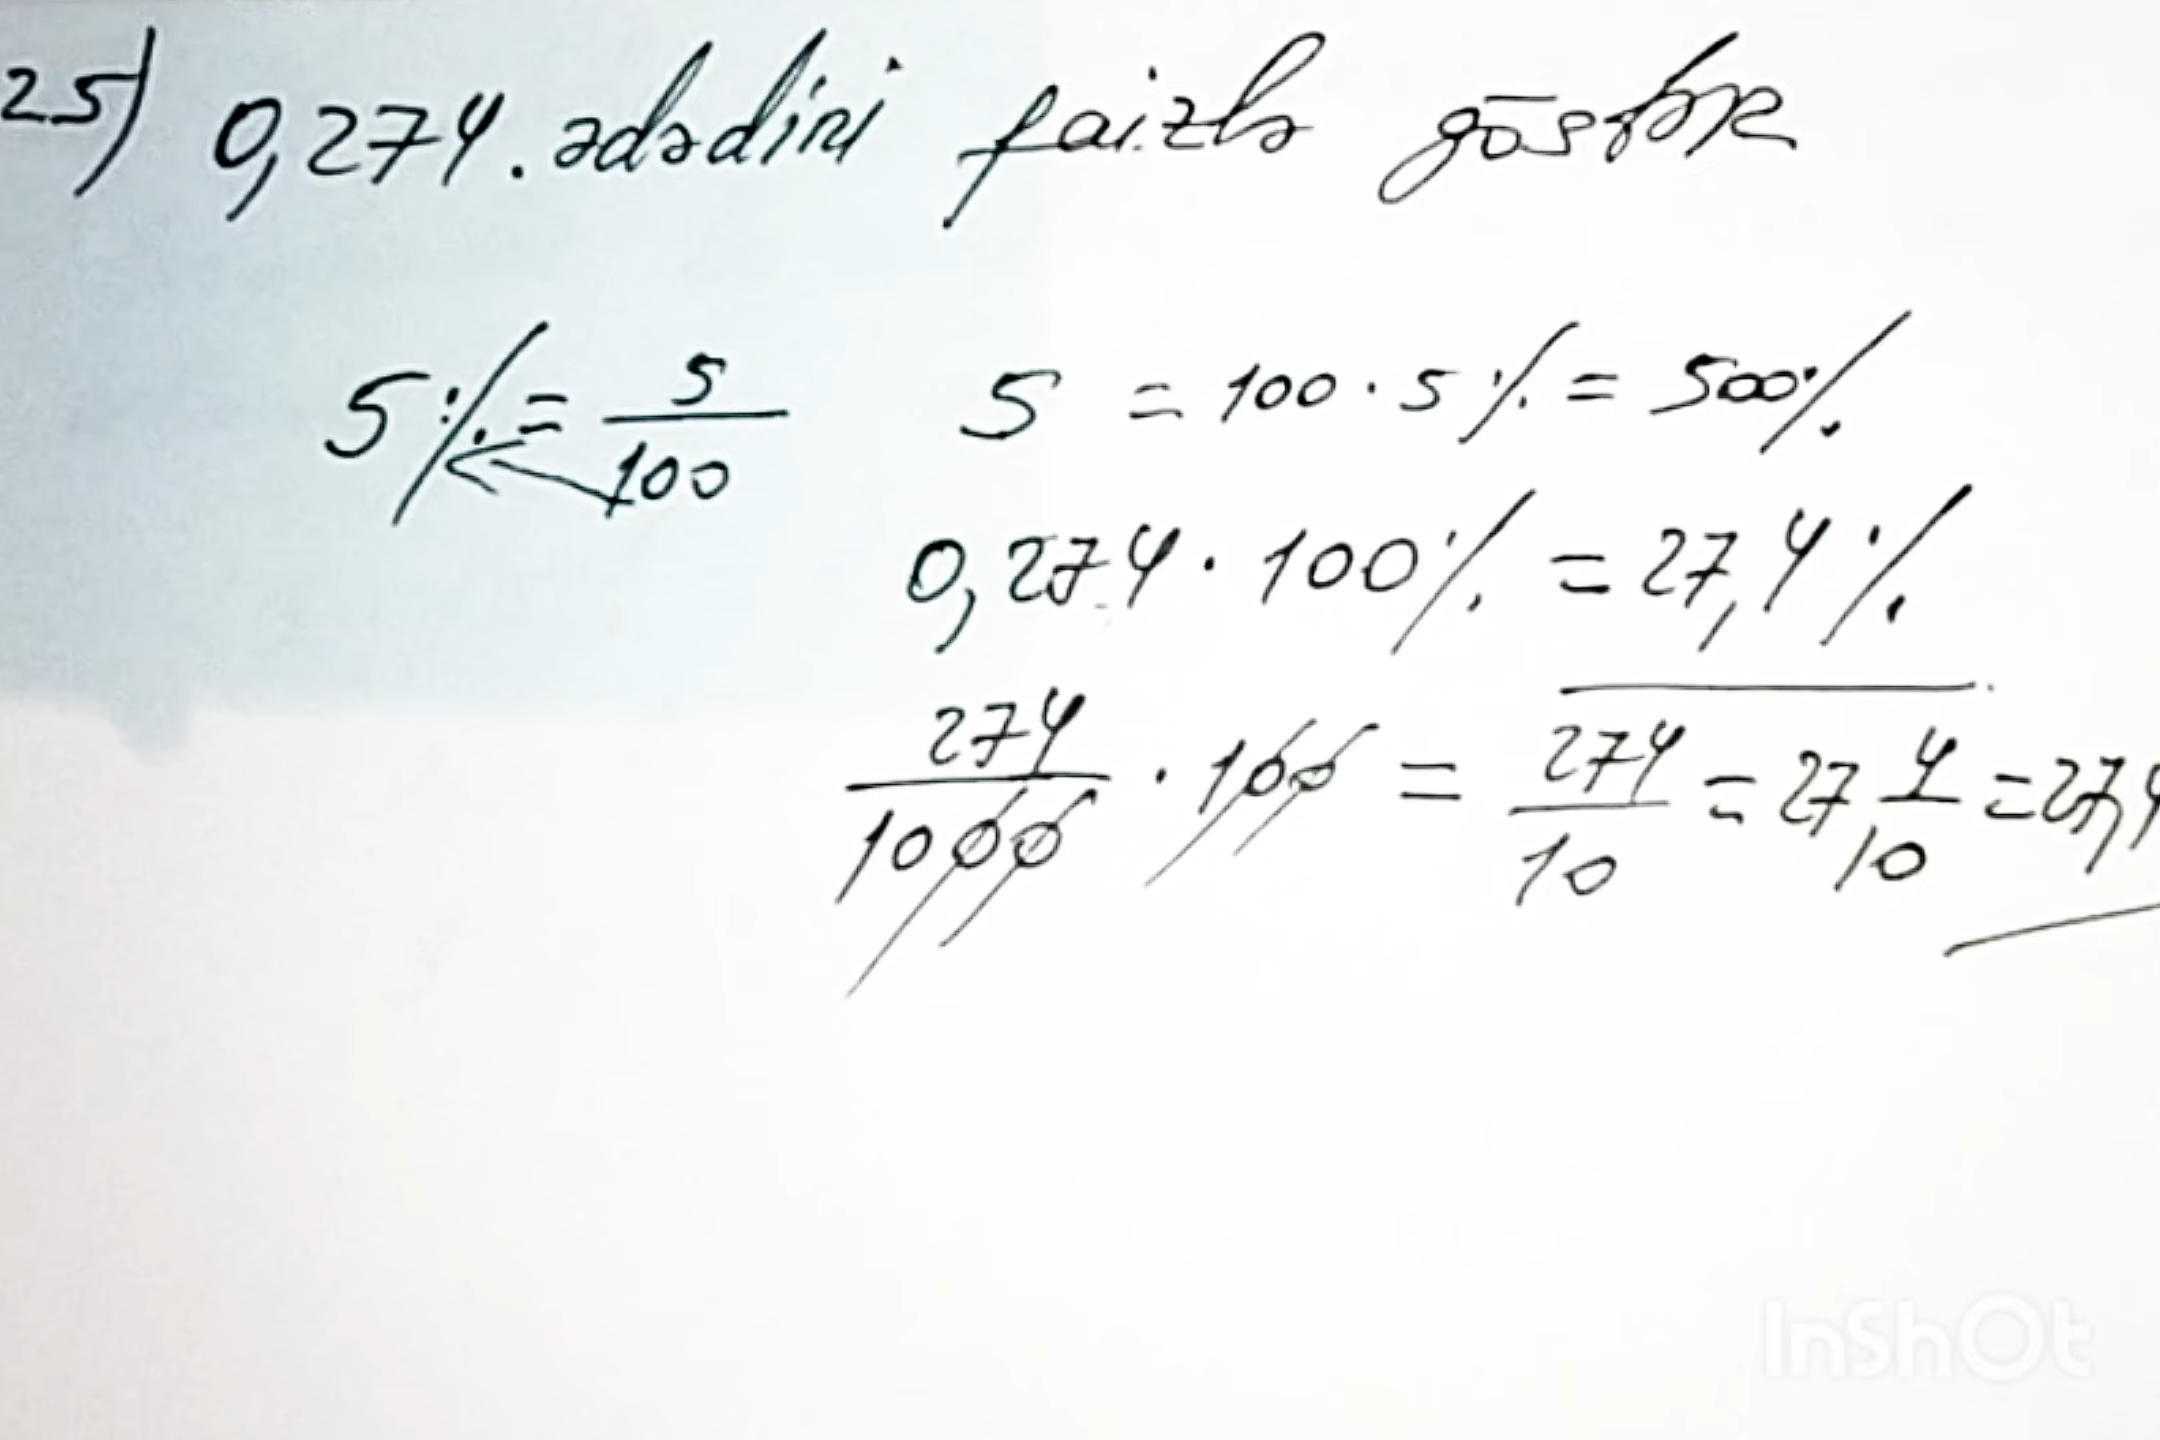 25) 0,274. ədədini faizlə göstər
5% = 5/100 5 = 100 · 5% = 500%
0,274 · 100% = 27,4%
274/1000 · 100 = 274/10 = 27 4/10 = 27,4
InShOt